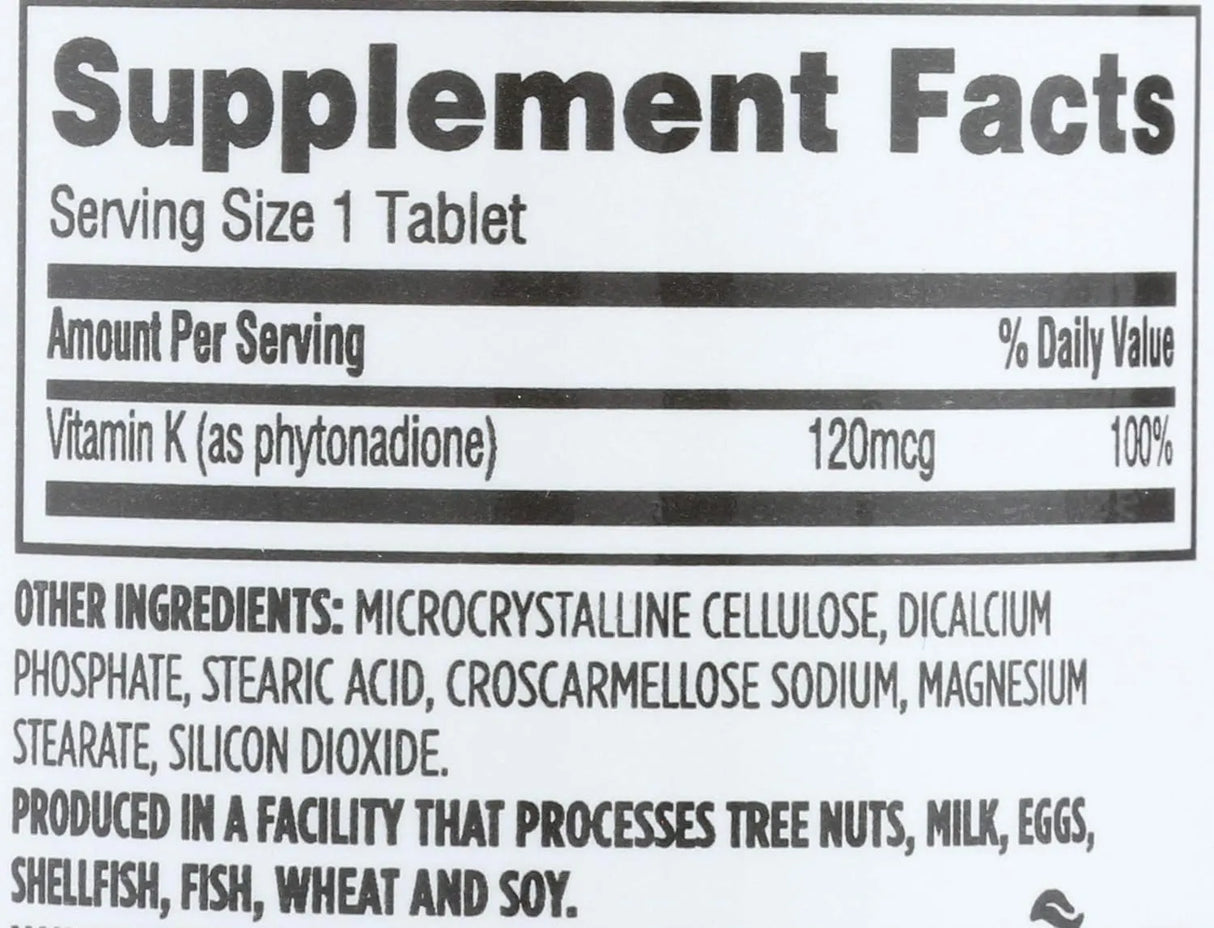 Supplement Facts
Serving Size 1 Tablet
Amount Per Serving % Daily Value
Vitamin K (as phytonadione) 120mcg 100%
OTHER INGREDIENTS: MICROCRYSTALLINE CELLULOSE, DICALCIUM
PHOSPHATE, STEARIC ACID, CROSCARMELLOSE SODIUM, MAGNESIUM
STEARATE, SILICON DIOXIDE.
PRODUCED IN A FACILITY THAT PROCESSES TREE NUTS, MILK, EGGS,
SHELLFISH, FISH, WHEAT AND SOY.